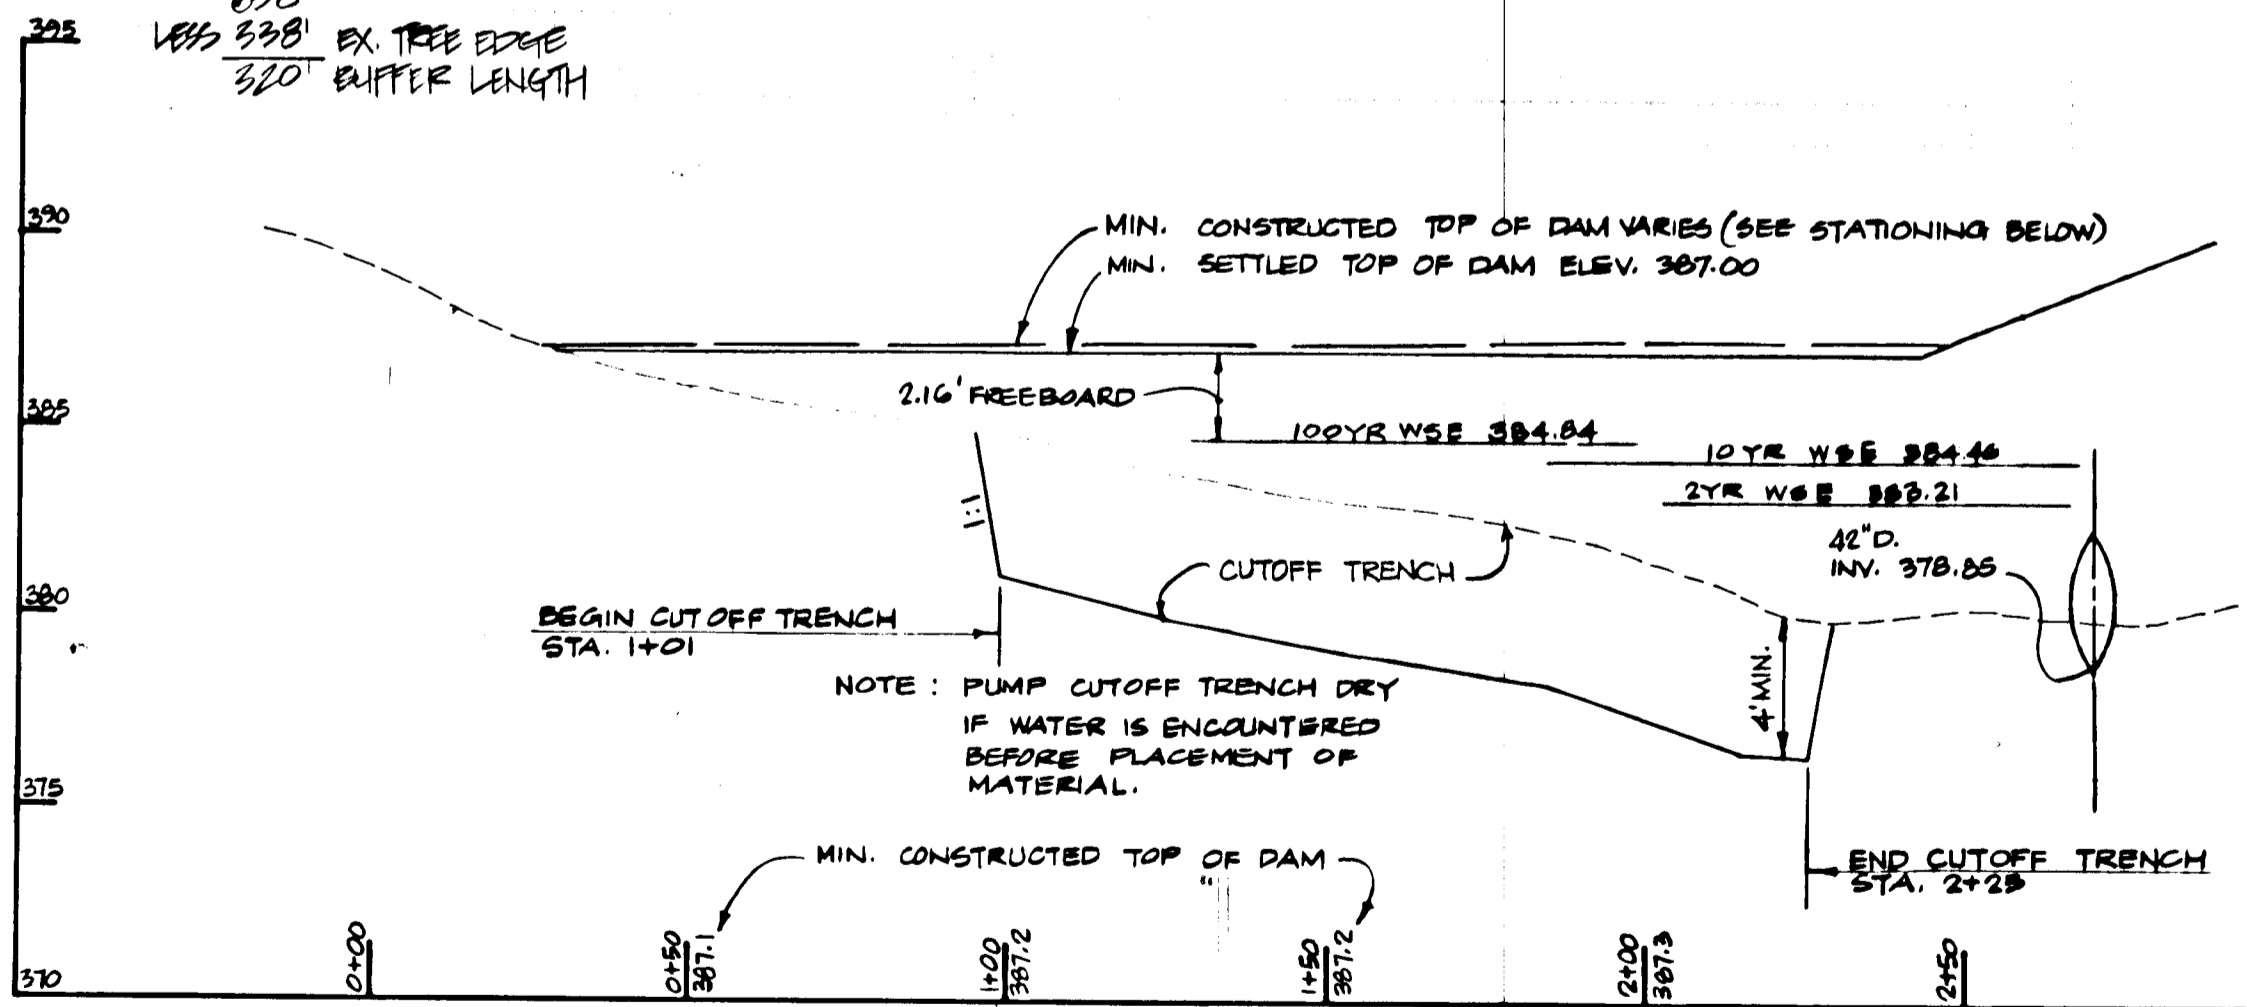 LESS 338' EX. TREE EDGE
320' BUFFER LENGTH
395
390
385
380
375
370
MIN. CONSTRUCTED TOP OF DAM VARIES (SEE STATIONING BELOW)
MIN. SETTLED TOP OF DAM ELEV. 387.00
2.16' FREEBOARD
100YR WSE 384.84
10 YR WSE 384.46
2YR WSE 383.21
42"D.
INV. 378.85
1:1
CUTOFF TRENCH
BEGIN CUTOFF TRENCH
STA. 1+01
4' MIN.
NOTE: PUMP CUTOFF TRENCH DRY
IF WATER IS ENCOUNTERED
BEFORE PLACEMENT OF
MATERIAL.
MIN. CONSTRUCTED TOP OF DAM
END CUTOFF TRENCH
STA.
0+00
0+50
387.1
1+00
387.2
1+50
387.2
2+00
387.3
2+50